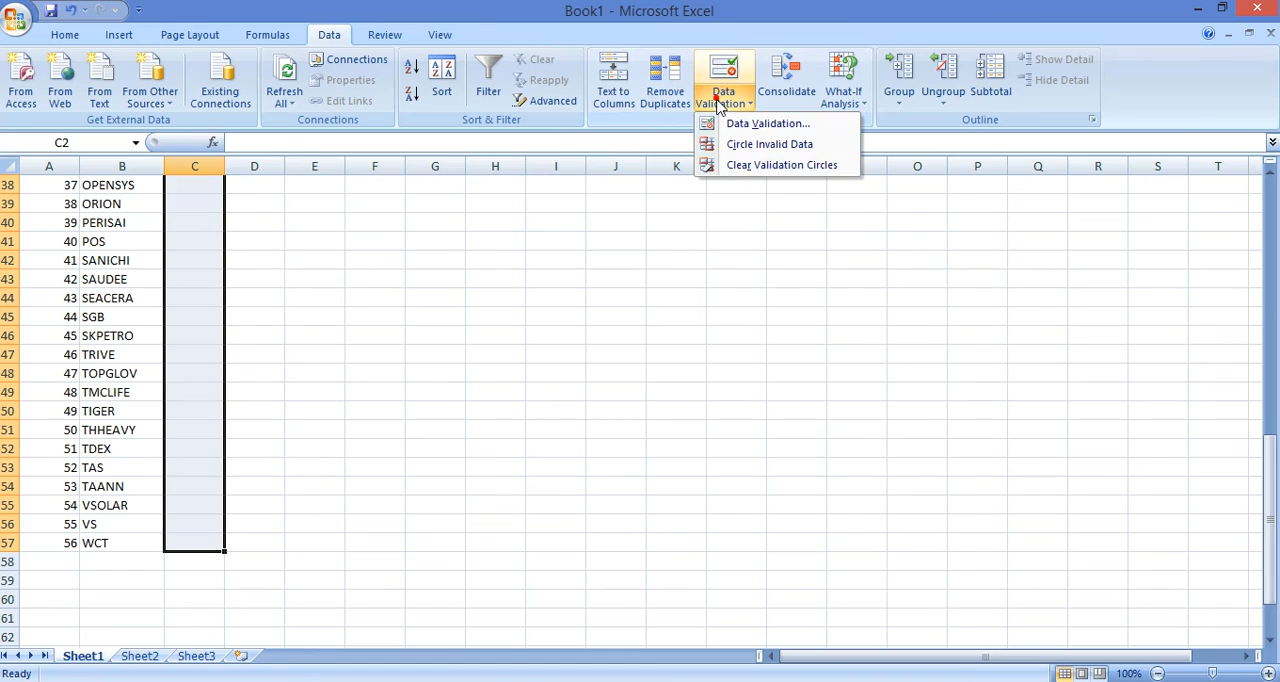 Book1 - Microsoft Excel
Home Insert Page Layout Formulas Data Review View
From Access
From Web
From Text
From Other Sources
Existing Connections
Get External Data
Refresh All
Connections
Properties
Edit Links
Connections
Sort
Filter
Clear
Reapply
Advanced
Sort & Filter
Text to Columns
Remove Duplicates
Data Validation
Consolidate
What-If Analysis
Group
Ungroup
Subtotal
Show Detail
Hide Detail
Outline
Data Validation...
Circle Invalid Data
Clear Validation Circles
C2
fx
A B C D E F G H I J K O P Q R S T
38 37 OPENSYS
39 38 ORION
40 39 PERISAI
41 40 POS
42 41 SANICHI
43 42 SAUDEE
44 43 SEACERA
45 44 SGB
46 45 SKPETRO
47 46 TRIVE
48 47 TOPGLOV
49 48 TMCLIFE
50 49 TIGER
51 50 THHEAVY
52 51 TDEX
53 52 TAS
54 53 TAANN
55 54 VSOLAR
56 55 VS
57 56 WCT
58
59
60
61
62
Sheet1 Sheet2 Sheet3
Ready
100%